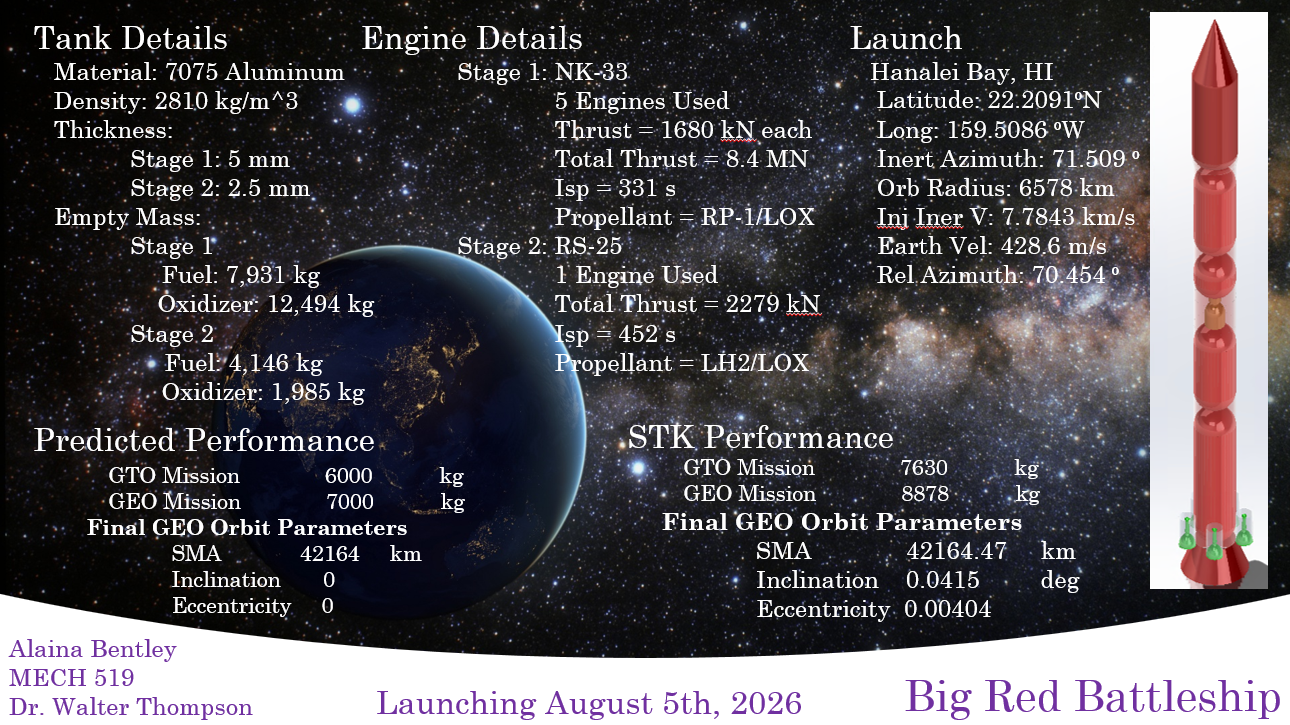 Tank Details
Material: 7075 Aluminum
Density: 2810 kg/m^3
Thickness:
Stage 1: 5 mm
Stage 2: 2.5 mm
Empty Mass:
Stage 1
Fuel: 7,931 kg
Oxidizer: 12,494 kg
Stage 2
Fuel: 4,146 kg
Oxidizer: 1,985 kg
Engine Details
Stage 1: NK-33
5 Engines Used
Thrust = 1680 kN each
Total Thrust = 8.4 MN
Isp = 331 s
Propellant = RP-1/LOX
Stage 2: RS-25
1 Engine Used
Total Thrust = 2279 kN
Isp = 452 s
Propellant = LH2/LOX
Launch
Hanalei Bay, HI
Latitude: 22.2091ºN
Long: 159.5086 ºW
Inert Azimuth: 71.509 º
Orb Radius: 6578 km
Inj Iner V: 7.7843 km/s
Earth Vel: 428.6 m/s
Rel Azimuth: 70.454 º
Predicted Performance
GTO Mission 6000 kg
GEO Mission 7000 kg
Final GEO Orbit Parameters
SMA 42164 km
Inclination 0
Eccentricity 0
STK Performance
GTO Mission 7630 kg
GEO Mission 8878 kg
Final GEO Orbit Parameters
SMA 42164.47 km
Inclination 0.0415 deg
Eccentricity 0.00404
Alaina Bentley
MECH 519
Dr. Walter Thompson
Launching August 5th, 2026
Big Red Battleship